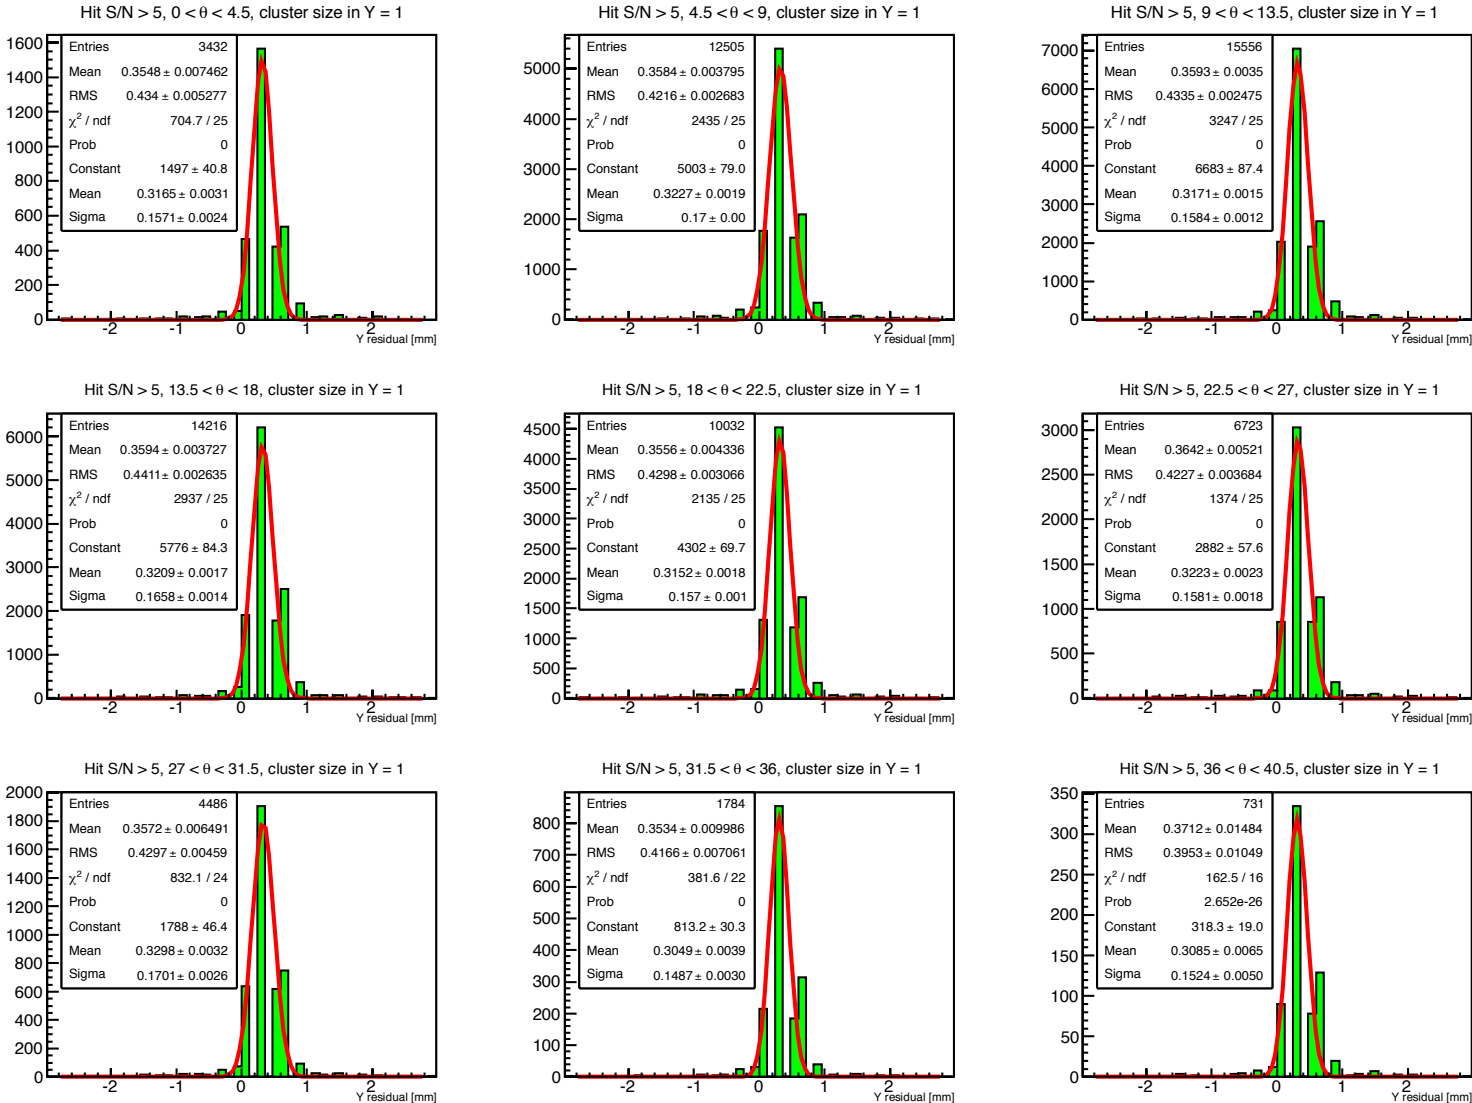 Hit S/N > 5, 0 < θ < 4.5, cluster size in Y = 1
Entries 3432
Mean 0.3548 ± 0.007462
RMS 0.434 ± 0.005277
χ² / ndf 704.7 / 25
Prob 0
Constant 1497 ± 40.8
Mean 0.3165 ± 0.0031
Sigma 0.1571 ± 0.0024
1600
1400
1200
1000
800
600
400
200
0
-2 -1 0 1 2
Y residual [mm]
Hit S/N > 5, 4.5 < θ < 9, cluster size in Y = 1
Entries 12505
Mean 0.3584 ± 0.003795
RMS 0.4216 ± 0.002683
χ² / ndf 2435 / 25
Prob 0
Constant 5003 ± 79.0
Mean 0.3227 ± 0.0019
Sigma 0.17 ± 0.00
5000
4000
3000
2000
1000
0
-2 -1 0 1 2
Y residual [mm]
Hit S/N > 5, 9 < θ < 13.5, cluster size in Y = 1
Entries 15556
Mean 0.3593 ± 0.0035
RMS 0.4335 ± 0.002475
χ² / ndf 3247 / 25
Prob 0
Constant 6683 ± 87.4
Mean 0.3171 ± 0.0015
Sigma 0.1584 ± 0.0012
7000
6000
5000
4000
3000
2000
1000
0
-2 -1 0 1 2
Y residual [mm]
Hit S/N > 5, 13.5 < θ < 18, cluster size in Y = 1
Entries 14216
Mean 0.3594 ± 0.003727
RMS 0.4411 ± 0.002635
χ² / ndf 2937 / 25
Prob 0
Constant 5776 ± 84.3
Mean 0.3209 ± 0.0017
Sigma 0.1658 ± 0.0014
6000
5000
4000
3000
2000
1000
0
-2 -1 0 1 2
Y residual [mm]
Hit S/N > 5, 18 < θ < 22.5, cluster size in Y = 1
Entries 10032
Mean 0.3556 ± 0.004336
RMS 0.4298 ± 0.003066
χ² / ndf 2135 / 25
Prob 0
Constant 4302 ± 69.7
Mean 0.3152 ± 0.0018
Sigma 0.157 ± 0.001
4500
4000
3500
3000
2500
2000
1500
1000
500
0
-2 -1 0 1 2
Y residual [mm]
Hit S/N > 5, 22.5 < θ < 27, cluster size in Y = 1
Entries 6723
Mean 0.3642 ± 0.00521
RMS 0.4227 ± 0.003684
χ² / ndf 1374 / 25
Prob 0
Constant 2882 ± 57.6
Mean 0.3223 ± 0.0023
Sigma 0.1581 ± 0.0018
3000
2500
2000
1500
1000
500
0
-2 -1 0 1 2
Y residual [mm]
Hit S/N > 5, 27 < θ < 31.5, cluster size in Y = 1
Entries 4486
Mean 0.3572 ± 0.006491
RMS 0.4297 ± 0.00459
χ² / ndf 832.1 / 24
Prob 0
Constant 1788 ± 46.4
Mean 0.3298 ± 0.0032
Sigma 0.1701 ± 0.0026
2000
1800
1600
1400
1200
1000
800
600
400
200
0
-2 -1 0 1 2
Y residual [mm]
Hit S/N > 5, 31.5 < θ < 36, cluster size in Y = 1
Entries 1784
Mean 0.3534 ± 0.009986
RMS 0.4166 ± 0.007061
χ² / ndf 381.6 / 22
Prob 0
Constant 813.2 ± 30.3
Mean 0.3049 ± 0.0039
Sigma 0.1487 ± 0.0030
800
700
600
500
400
300
200
100
0
-2 -1 0 1 2
Y residual [mm]
Hit S/N > 5, 36 < θ < 40.5, cluster size in Y = 1
Entries 731
Mean 0.3712 ± 0.01484
RMS 0.3953 ± 0.01049
χ² / ndf 162.5 / 16
Prob 2.652e-26
Constant 318.3 ± 19.0
Mean 0.3085 ± 0.0065
Sigma 0.1524 ± 0.0050
350
300
250
200
150
100
50
0
-2 -1 0 1 2
Y residual [mm]